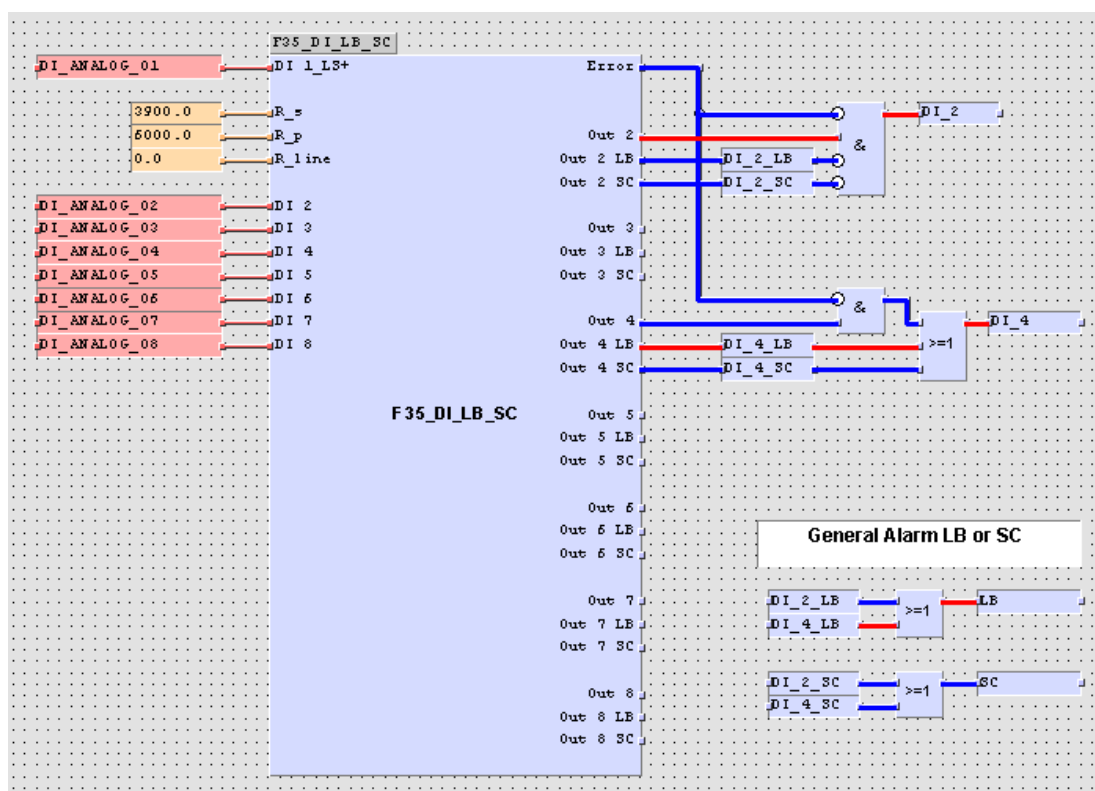 F35_DI_LB_SC
DI_ANALOG_01 DI 1_LS+ Error
3900.0 R_s DI_2
6000.0 R_p Out 2 &
0.0 R_line Out 2 LB DI_2_LB
Out 2 SC DI_2_SC
DI_ANALOG_02 DI 2
DI_ANALOG_03 DI 3 Out 3
DI_ANALOG_04 DI 4 Out 3 LB
DI_ANALOG_05 DI 5 Out 3 SC
DI_ANALOG_06 DI 6 &
DI_ANALOG_07 DI 7 Out 4 DI_4
DI_ANALOG_08 DI 8 Out 4 LB DI_4_LB >=1
Out 4 SC DI_4_SC
F35_DI_LB_SC Out 5
Out 5 LB
Out 5 SC
Out 6
Out 6 LB General Alarm LB or SC
Out 6 SC
Out 7 DI_2_LB >=1 LB
Out 7 LB DI_4_LB
Out 7 SC
Out 8 DI_2_SC >=1 SC
Out 8 LB DI_4_SC
Out 8 SC